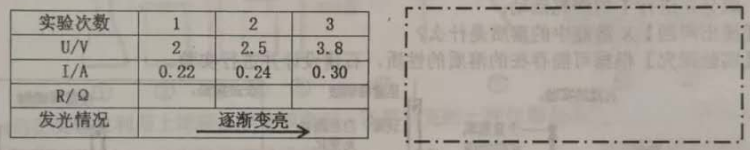 实验次数 1 2 3
U/V 2 2.5 3.8
I/A 0.22 0.24 0.30
R/Ω
发光情况 逐渐变亮